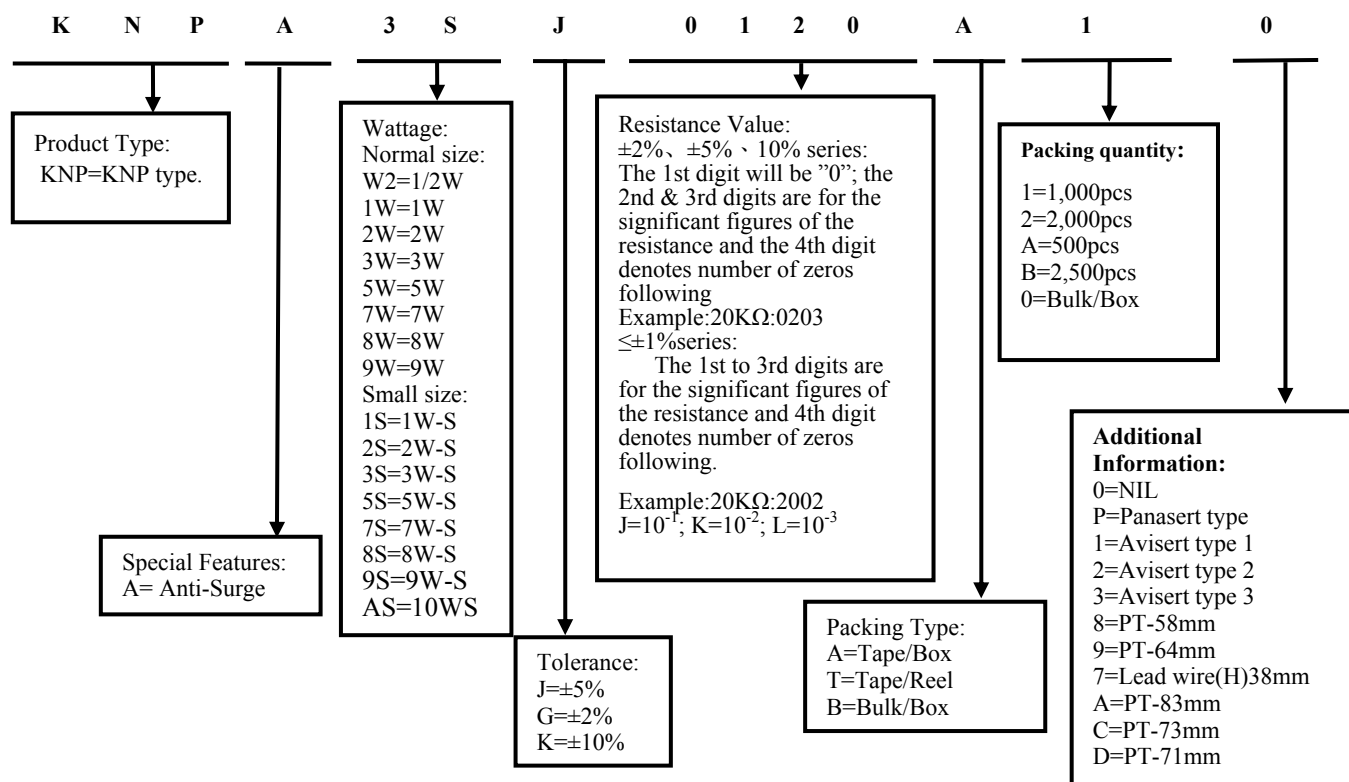 K N P A 3 S J 0 1 2 0 A 1 0
Product Type:
KNP=KNP type.
Special Features:
A= Anti-Surge
Wattage:
Normal size:
W2=1/2W
1W=1W
2W=2W
3W=3W
5W=5W
7W=7W
8W=8W
9W=9W
Small size:
1S=1W-S
2S=2W-S
3S=3W-S
5S=5W-S
7S=7W-S
8S=8W-S
9S=9W-S
AS=10WS
Tolerance:
J=±5%
G=±2%
K=±10%
Resistance Value:
±2%、±5%、10% series:
The 1st digit will be ”0”; the
2nd & 3rd digits are for the
significant figures of the
resistance and the 4th digit
denotes number of zeros
following
Example:20KΩ:0203
≤±1%series:
The 1st to 3rd digits are
for the significant figures of
the resistance and 4th digit
denotes number of zeros
following.
Example:20KΩ:2002
J=10⁻¹; K=10⁻²; L=10⁻³
Packing Type:
A=Tape/Box
T=Tape/Reel
B=Bulk/Box
Packing quantity:
1=1,000pcs
2=2,000pcs
A=500pcs
B=2,500pcs
0=Bulk/Box
Additional
Information:
0=NIL
P=Panasert type
1=Avisert type 1
2=Avisert type 2
3=Avisert type 3
8=PT-58mm
9=PT-64mm
7=Lead wire(H)38mm
A=PT-83mm
C=PT-73mm
D=PT-71mm